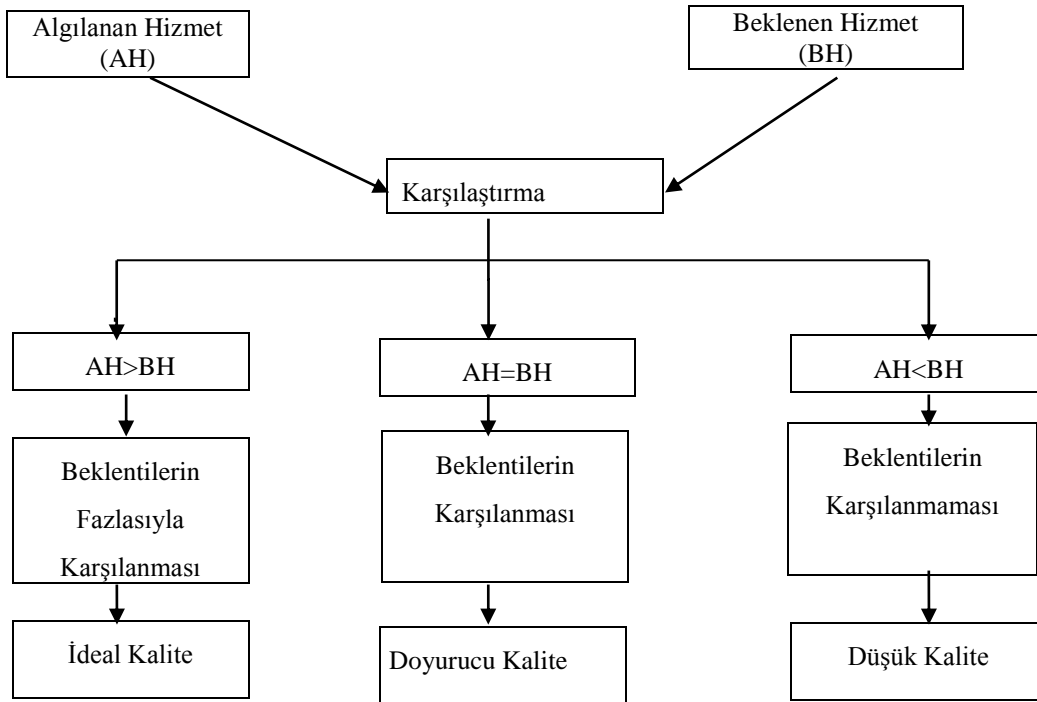 Algılanan Hizmet
(AH)
Beklenen Hizmet
(BH)
Karşılaştırma
AH>BH
AH=BH
AH<BH
Beklentilerin
Fazlasıyla
Karşılanması
Beklentilerin
Karşılanması
Beklentilerin
Karşılanmaması
İdeal Kalite
Doyurucu Kalite
Düşük Kalite